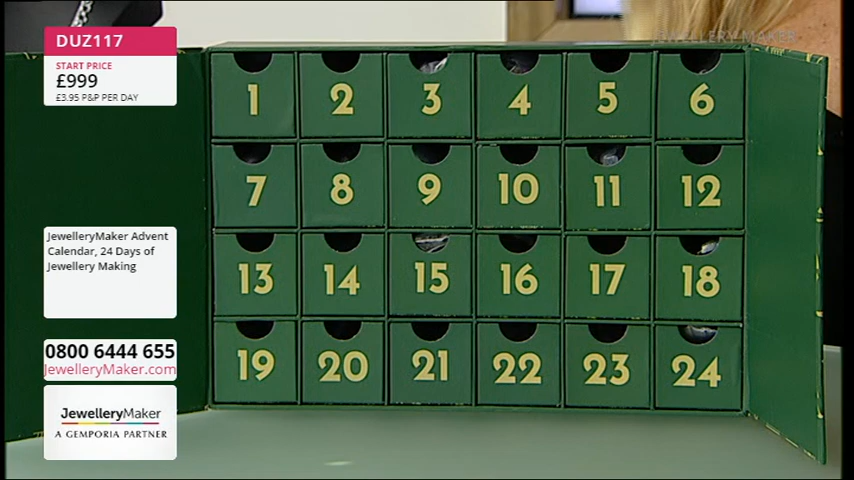 DUZ117
START PRICE
£999
£3.95 P&P PER DAY
JEWELLERY MAKER
1 2 3 4 5 6
7 8 9 10 11 12
13 14 15 16 17 18
19 20 21 22 23 24
JewelleryMaker Advent
Calendar, 24 Days of
Jewellery Making
0800 6444 655
JewelleryMaker.com
JewelleryMaker
A GEMPORIA PARTNER